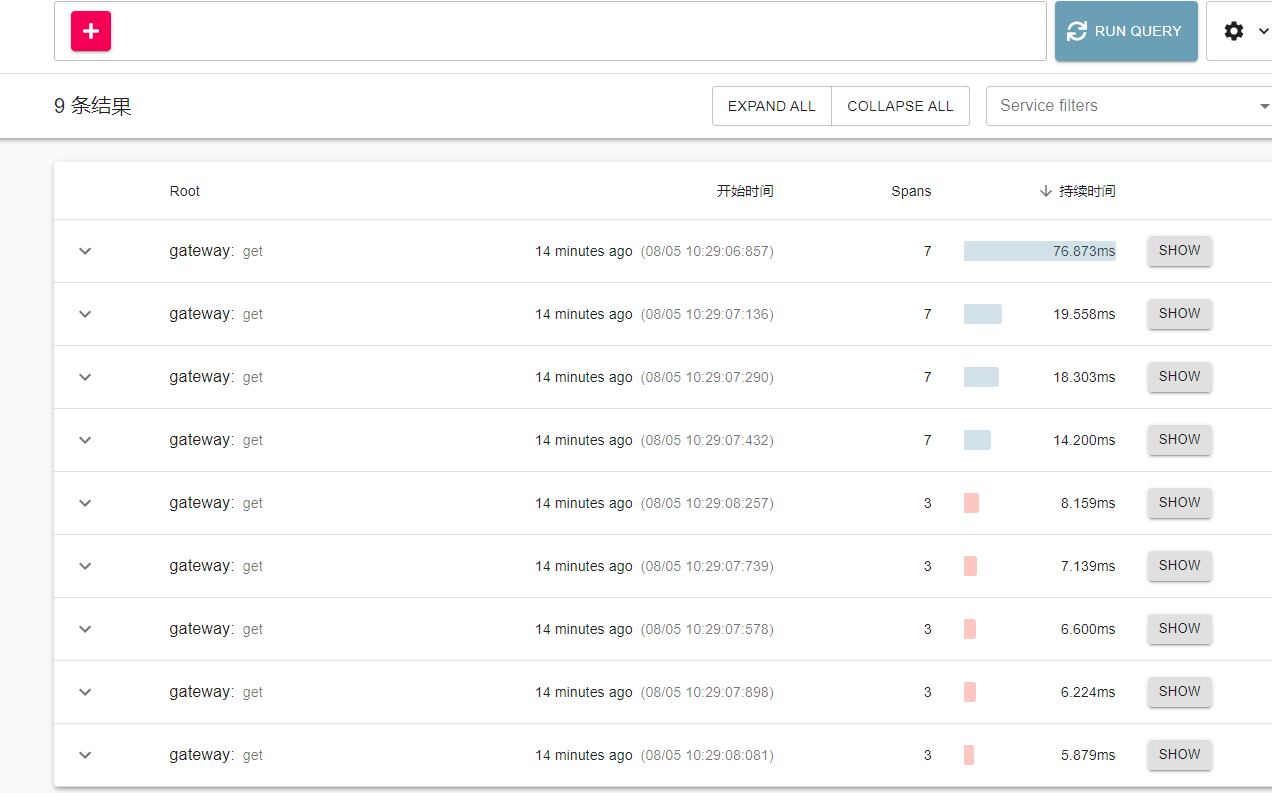 RUN QUERY
9 条结果 EXPAND ALL COLLAPSE ALL Service filters
Root 开始时间 Spans 持续时间
gateway: get 14 minutes ago (08/05 10:29:06:857) 7 76.873ms SHOW
gateway: get 14 minutes ago (08/05 10:29:07:136) 7 19.558ms SHOW
gateway: get 14 minutes ago (08/05 10:29:07:290) 7 18.303ms SHOW
gateway: get 14 minutes ago (08/05 10:29:07:432) 7 14.200ms SHOW
gateway: get 14 minutes ago (08/05 10:29:08:257) 3 8.159ms SHOW
gateway: get 14 minutes ago (08/05 10:29:07:739) 3 7.139ms SHOW
gateway: get 14 minutes ago (08/05 10:29:07:578) 3 6.600ms SHOW
gateway: get 14 minutes ago (08/05 10:29:07:898) 3 6.224ms SHOW
gateway: get 14 minutes ago (08/05 10:29:08:081) 3 5.879ms SHOW